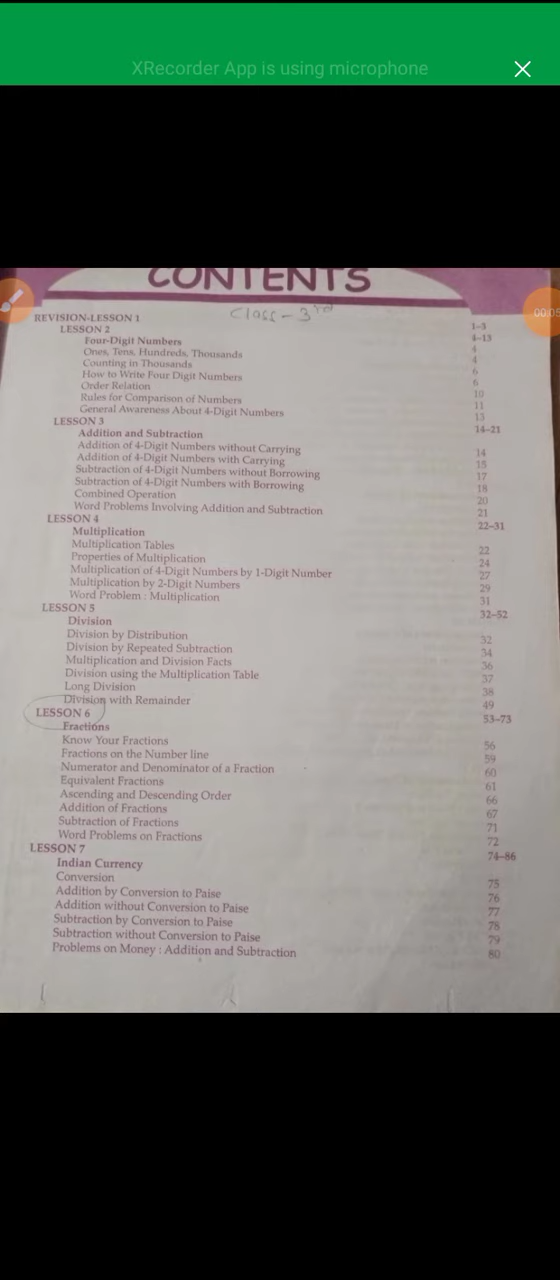 XRecorder App is using microphone
CONTENTS
Class - 3rd
00:05
REVISION-LESSON 1
LESSON 2
Four-Digit Numbers
Ones, Tens, Hundreds, Thousands
Counting in Thousands
How to Write Four Digit Numbers
Order Relation
Rules for Comparison of Numbers
General Awareness About 4-Digit Numbers
LESSON 3
Addition and Subtraction
Addition of 4-Digit Numbers without Carrying
Addition of 4-Digit Numbers with Carrying
Subtraction of 4-Digit Numbers without Borrowing
Subtraction of 4-Digit Numbers with Borrowing
Combined Operation
Word Problems Involving Addition and Subtraction
LESSON 4
Multiplication
Multiplication Tables
Properties of Multiplication
Multiplication of 4-Digit Numbers by 1-Digit Number
Multiplication by 2-Digit Numbers
Word Problem : Multiplication
LESSON 5
Division
Division by Distribution
Division by Repeated Subtraction
Multiplication and Division Facts
Division using the Multiplication Table
Long Division
Division with Remainder
LESSON 6
Fractions
Know Your Fractions
Fractions on the Number line
Numerator and Denominator of a Fraction
Equivalent Fractions
Ascending and Descending Order
Addition of Fractions
Subtraction of Fractions
Word Problems on Fractions
LESSON 7
Indian Currency
Conversion
Addition by Conversion to Paise
Addition without Conversion to Paise
Subtraction by Conversion to Paise
Subtraction without Conversion to Paise
Problems on Money : Addition and Subtraction
1–3
4–13
4
4
6
6
10
11
13
14–21
14
15
17
18
20
21
22–31
22
24
27
29
31
32–52
32
34
36
37
38
49
53–73
56
59
60
61
66
67
71
72
74–86
75
76
77
78
79
80